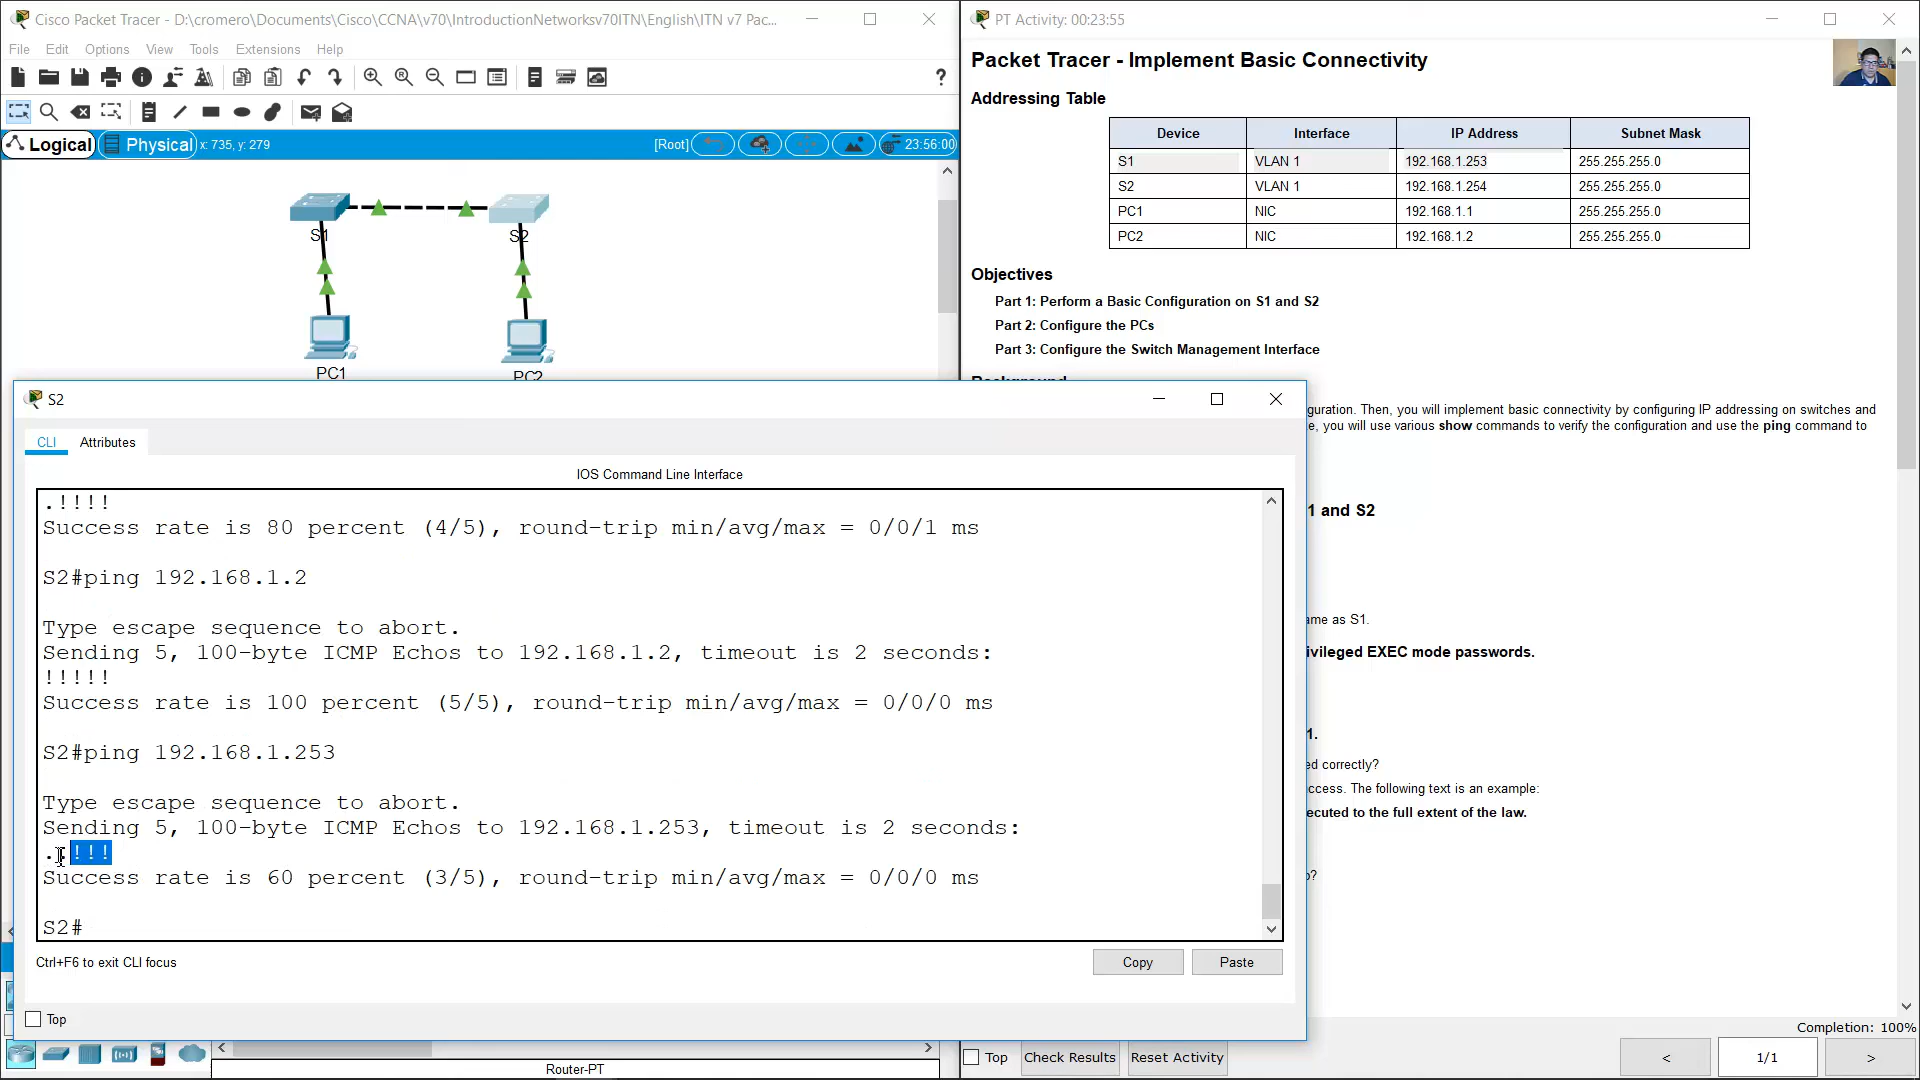 Cisco Packet Tracer - D:\cromero\Documents\Cisco\CCNA\v70\IntroductionNetworksv70ITN\English\ITN v7 Pac...
File Edit Options View Tools Extensions Help
?
Logical Physical x: 735, y: 279 [Root] 23:56:00
S1
S2
PC1
PC2
PT Activity: 00:23:55
Packet Tracer - Implement Basic Connectivity
Addressing Table
Device Interface IP Address Subnet Mask
S1 VLAN 1 192.168.1.253 255.255.255.0
S2 VLAN 1 192.168.1.254 255.255.255.0
PC1 NIC 192.168.1.1 255.255.255.0
PC2 NIC 192.168.1.2 255.255.255.0
Objectives
Part 1: Perform a Basic Configuration on S1 and S2
Part 2: Configure the PCs
Part 3: Configure the Switch Management Interface
guration. Then, you will implement basic connectivity by configuring IP addressing on switches and
e, you will use various show commands to verify the configuration and use the ping command to
1 and S2
ame as S1.
ivileged EXEC mode passwords.
1.
ed correctly?
ccess. The following text is an example:
ecuted to the full extent of the law.
o?
S2
CLI Attributes
IOS Command Line Interface
.!!!!
Success rate is 80 percent (4/5), round-trip min/avg/max = 0/0/1 ms
S2#ping 192.168.1.2
Type escape sequence to abort.
Sending 5, 100-byte ICMP Echos to 192.168.1.2, timeout is 2 seconds:
!!!!!
Success rate is 100 percent (5/5), round-trip min/avg/max = 0/0/0 ms
S2#ping 192.168.1.253
Type escape sequence to abort.
Sending 5, 100-byte ICMP Echos to 192.168.1.253, timeout is 2 seconds:
..!!!
Success rate is 60 percent (3/5), round-trip min/avg/max = 0/0/0 ms
S2#
Ctrl+F6 to exit CLI focus
Copy Paste
Top
Router-PT
Completion: 100%
Top Check Results Reset Activity < 1/1 >